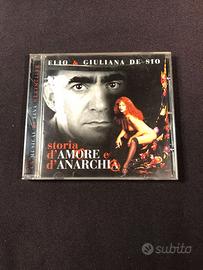 ELIO & GIULIANA DE SIO
storia
d'AMORE e
d'ANARCHIA
subito